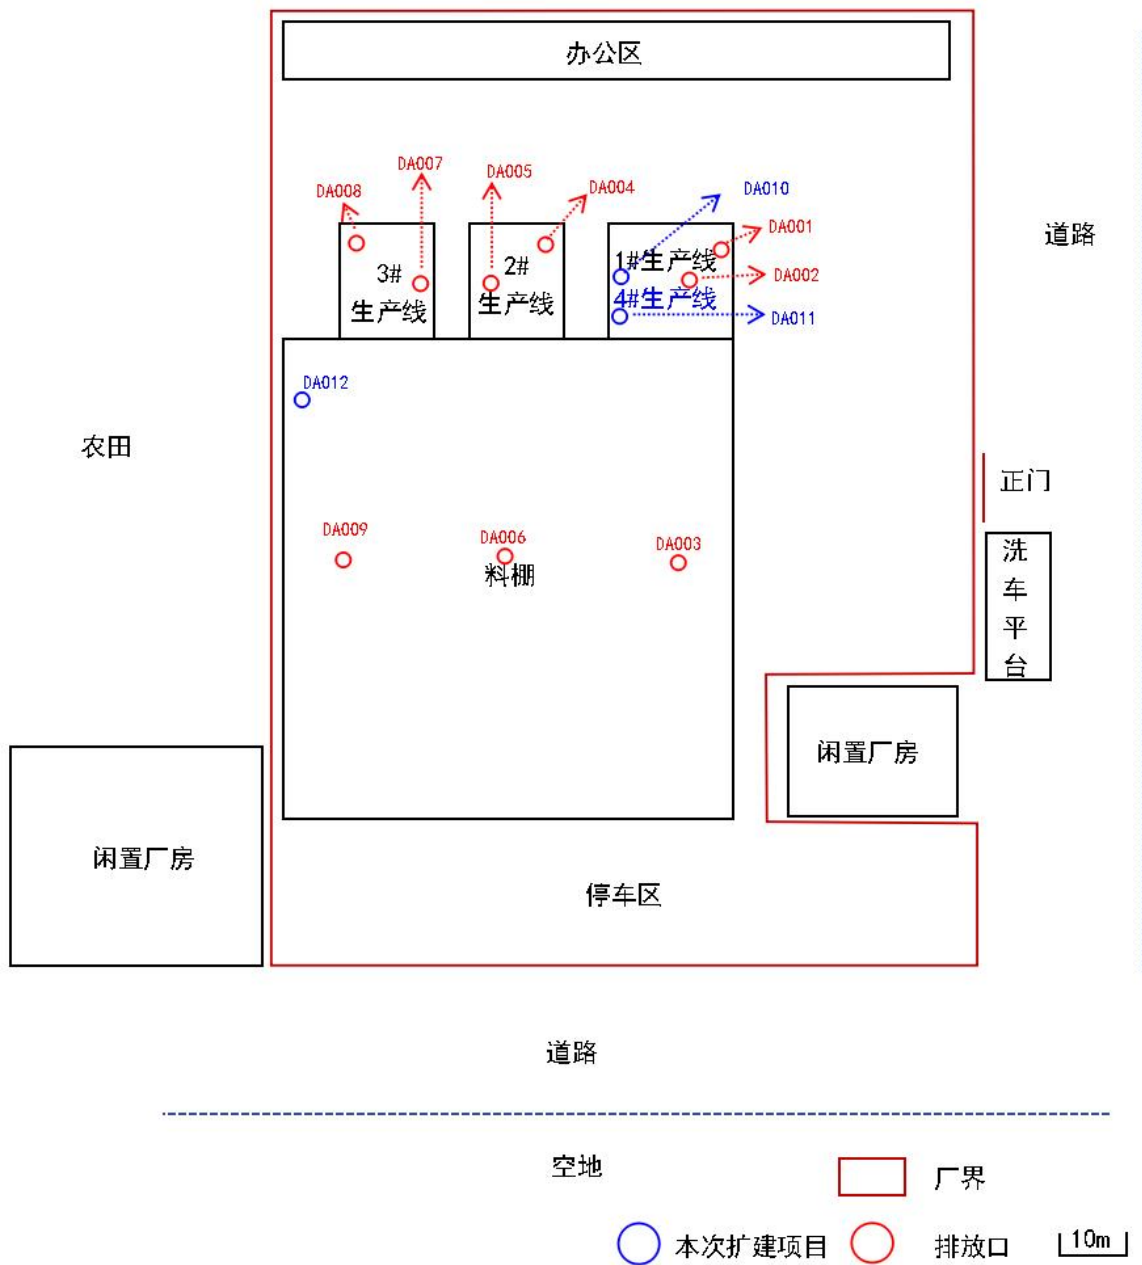 办公区
DA007
DA005
DA008
DA004
DA010
DA001
道路
3#
生产线
2#
生产线
1#生产线
DA002
4#生产线
DA011
DA012
农田
正门
DA009
DA006
DA003
料棚
洗
车
平
台
闲置厂房
闲置厂房
停车区
道路
空地
厂界
本次扩建项目
排放口
10m